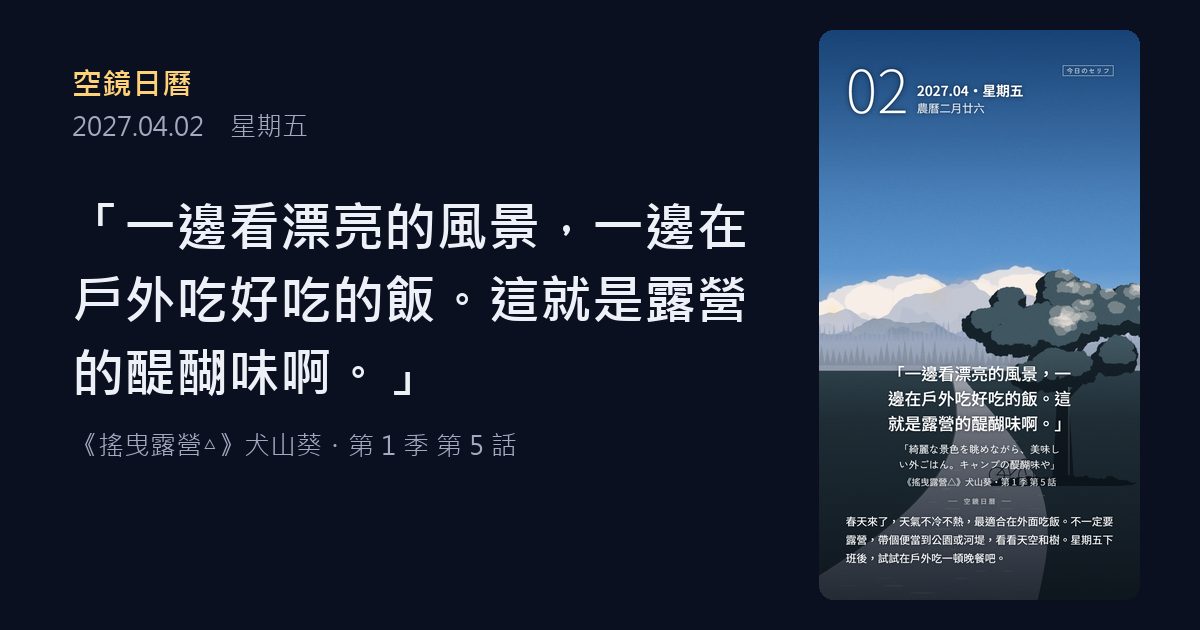 空鏡日曆
2027.04.02　星期五
「一邊看漂亮的風景，一邊在
戶外吃好吃的飯。這就是露營
的醍醐味啊。」
《搖曳露營△》犬山葵・第 1 季 第 5 話
今日のセリフ
02
2027.04・星期五
農曆二月廿六
「一邊看漂亮的風景，一
邊在戶外吃好吃的飯。這
就是露營的醍醐味啊。」
「綺麗な景色を眺めながら、美味し
い外ごはん。キャンプの醍醐味や」
《搖曳露營△》犬山葵・第 1 季 第 5 話
— 空鏡日曆 —
春天來了，天氣不冷不熱，最適合在外面吃飯。不一定要
露營，帶個便當到公園或河堤，看看天空和樹。星期五下
班後，試試在戶外吃一頓晚餐吧。